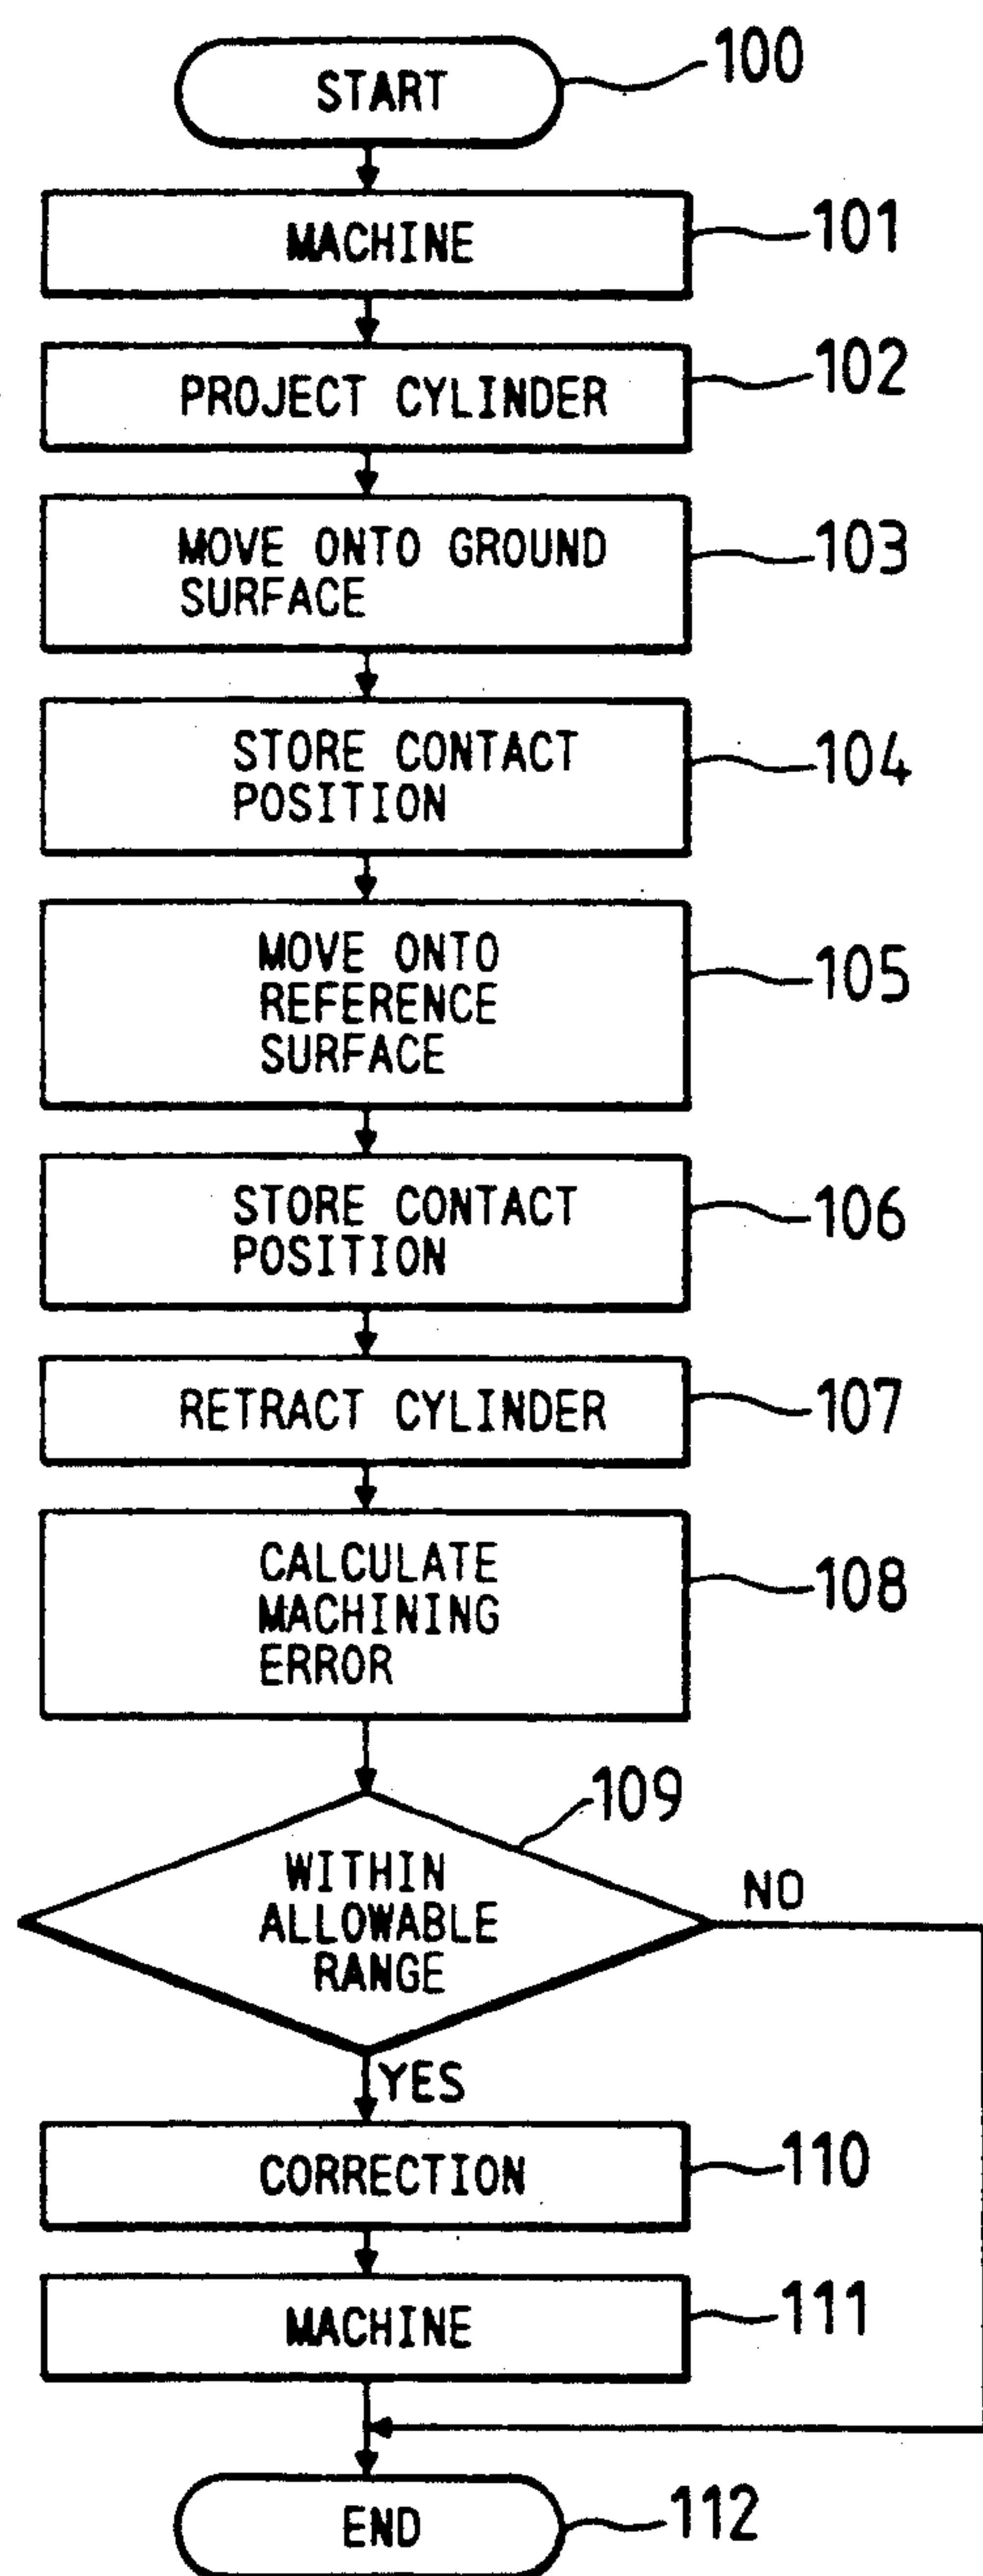 START
100
MACHINE
101
PROJECT CYLINDER
102
MOVE ONTO GROUND
SURFACE
103
STORE CONTACT
POSITION
104
MOVE ONTO
REFERENCE
SURFACE
105
STORE CONTACT
POSITION
106
RETRACT CYLINDER
107
CALCULATE
MACHINING
ERROR
108
109
WITHIN
ALLOWABLE
RANGE
NO
YES
CORRECTION
110
MACHINE
111
END
112